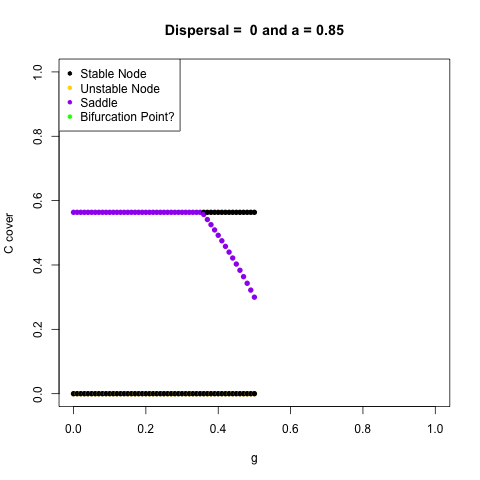 Dispersal =  0 and a = 0.85
Stable Node
Unstable Node
Saddle
Bifurcation Point?
C cover
1.0
0.8
0.6
0.4
0.2
0.0
0.0 0.2 0.4 0.6 0.8 1.0
g